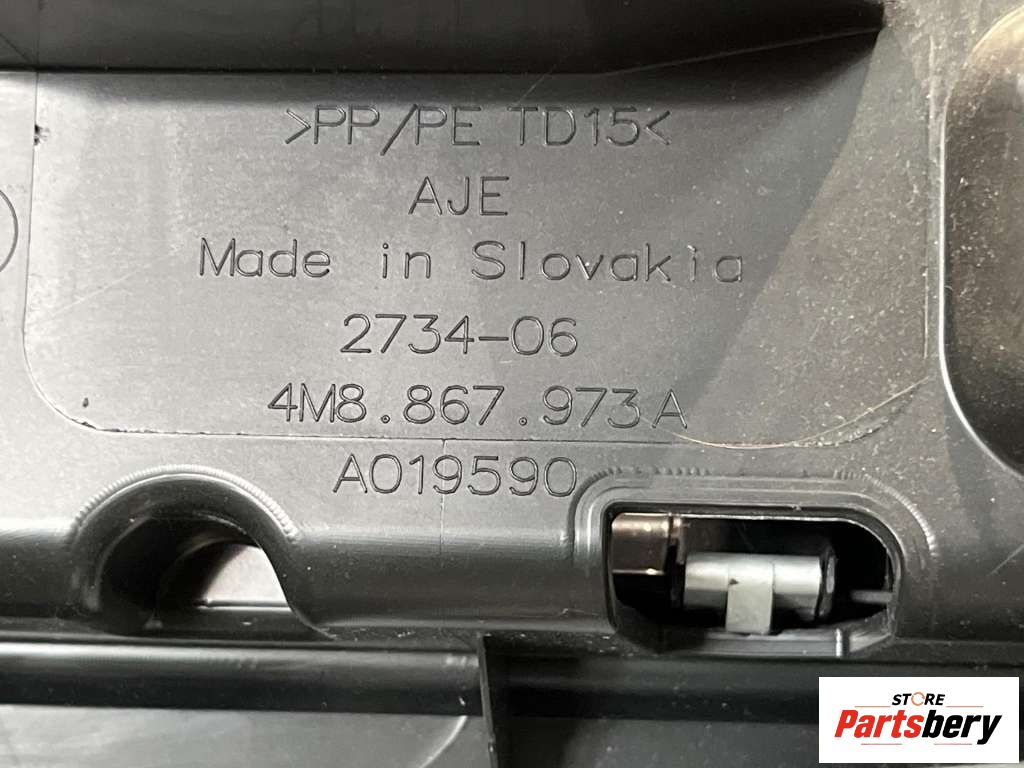 >PP/PE TD15<
AJE
Made in Slovakia
2734-06
4M8.867.973A
A019590
STORE
Partsbery